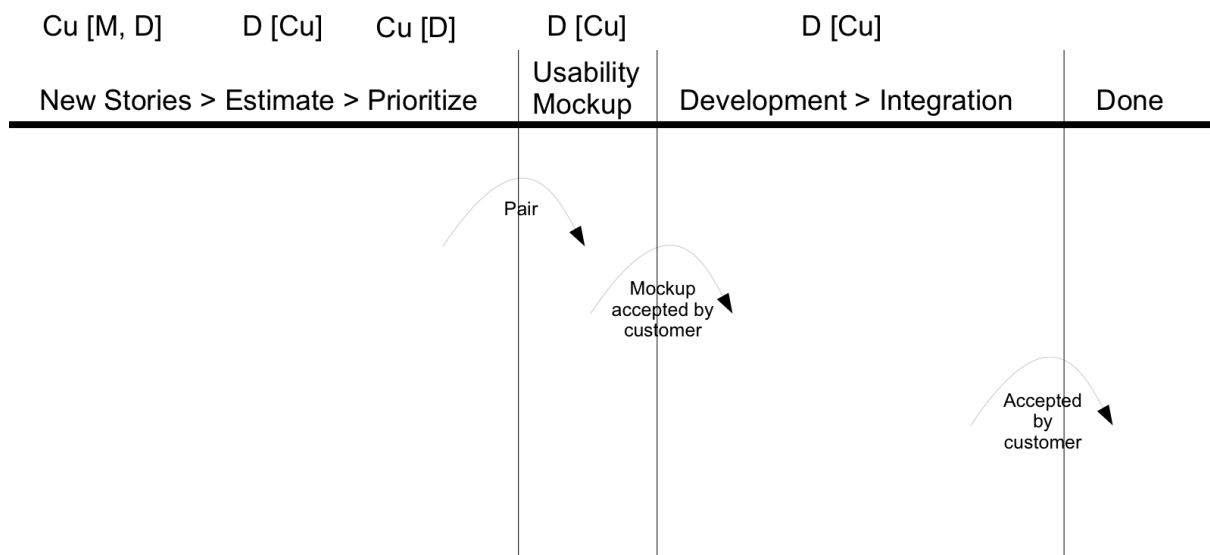 Cu [M, D] D [Cu] Cu [D] D [Cu] D [Cu]
Usability
New Stories > Estimate > Prioritize Mockup Development > Integration Done
Pair
Mockup
accepted by
customer
Accepted
by
customer